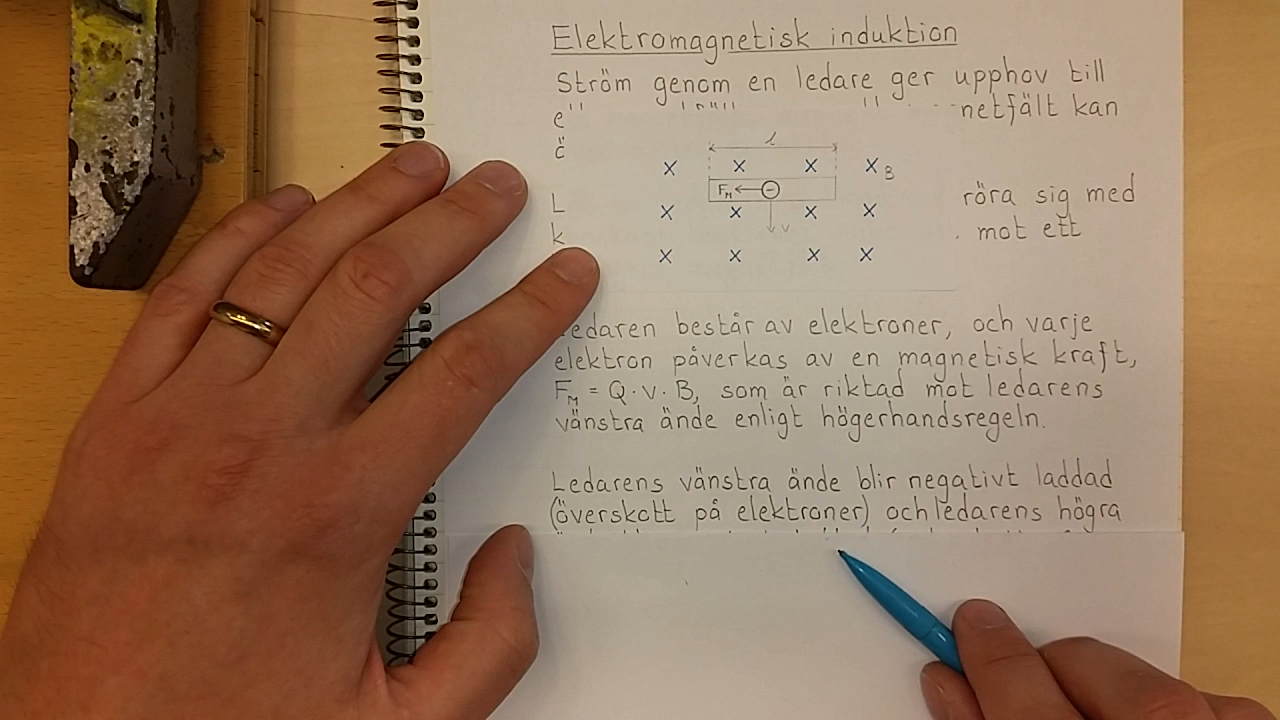 Elektromagnetisk induktion
Ström genom en ledare ger upphov till
netfält kan
l
x x x x B
F_M ← ⊖
röra sig med
L
x x x x
v
k
mot ett
x x x x
ledaren består av elektroner, och varje
elektron påverkas av en magnetisk kraft,
F_M = Q · v · B, som är riktad mot ledarens
vänstra ände enligt högerhandsregeln.
Ledarens vänstra ände blir negativt laddad
(överskott på elektroner) och ledarens högra